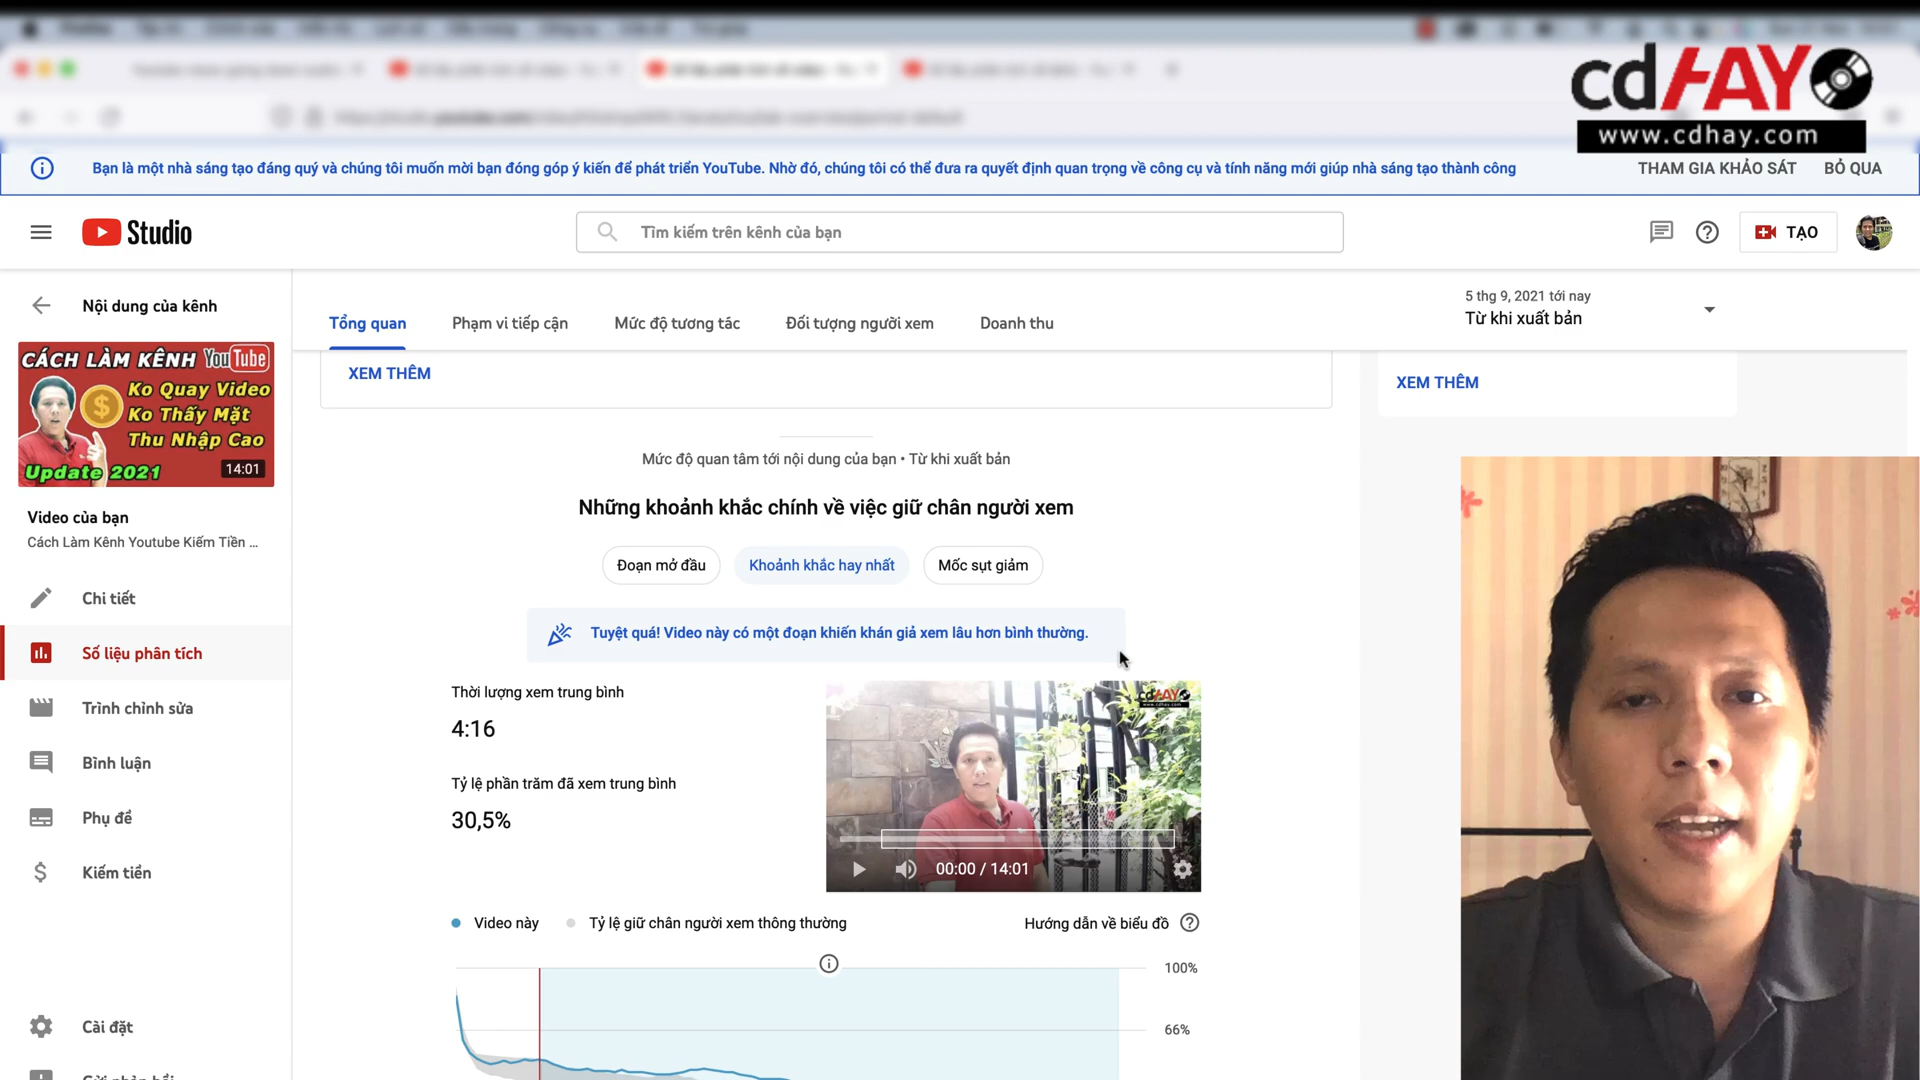 cdHAY
www.cdhay.com
Bạn là một nhà sáng tạo đáng quý và chúng tôi muốn mời bạn đóng góp ý kiến để phát triển YouTube. Nhờ đó, chúng tôi có thể đưa ra quyết định quan trọng về công cụ và tính năng mới giúp nhà sáng tạo thành công
THAM GIA KHẢO SÁT
BỎ QUA
Studio
Tìm kiếm trên kênh của bạn
TẠO
Nội dung của kênh
CÁCH LÀM KÊNH YouTube
Ko Quay Video
Ko Thấy Mặt
Thu Nhập Cao
Update 2021
14:01
Video của bạn
Cách Làm Kênh Youtube Kiếm Tiền ...
Chi tiết
Số liệu phân tích
Trình chỉnh sửa
Bình luận
Phụ đề
Kiếm tiền
Cài đặt
Tổng quan
Phạm vi tiếp cận
Mức độ tương tác
Đối tượng người xem
Doanh thu
5 thg 9, 2021 tới nay
Từ khi xuất bản
XEM THÊM
XEM THÊM
Mức độ quan tâm tới nội dung của bạn • Từ khi xuất bản
Những khoảnh khắc chính về việc giữ chân người xem
Đoạn mở đầu
Khoảnh khắc hay nhất
Mốc sụt giảm
Tuyệt quá! Video này có một đoạn khiến khán giả xem lâu hơn bình thường.
Thời lượng xem trung bình
4:16
Tỷ lệ phần trăm đã xem trung bình
30,5%
cdHAY
www.cdhay.com
00:00 / 14:01
Video này
Tỷ lệ giữ chân người xem thông thường
Hướng dẫn về biểu đồ
100%
66%